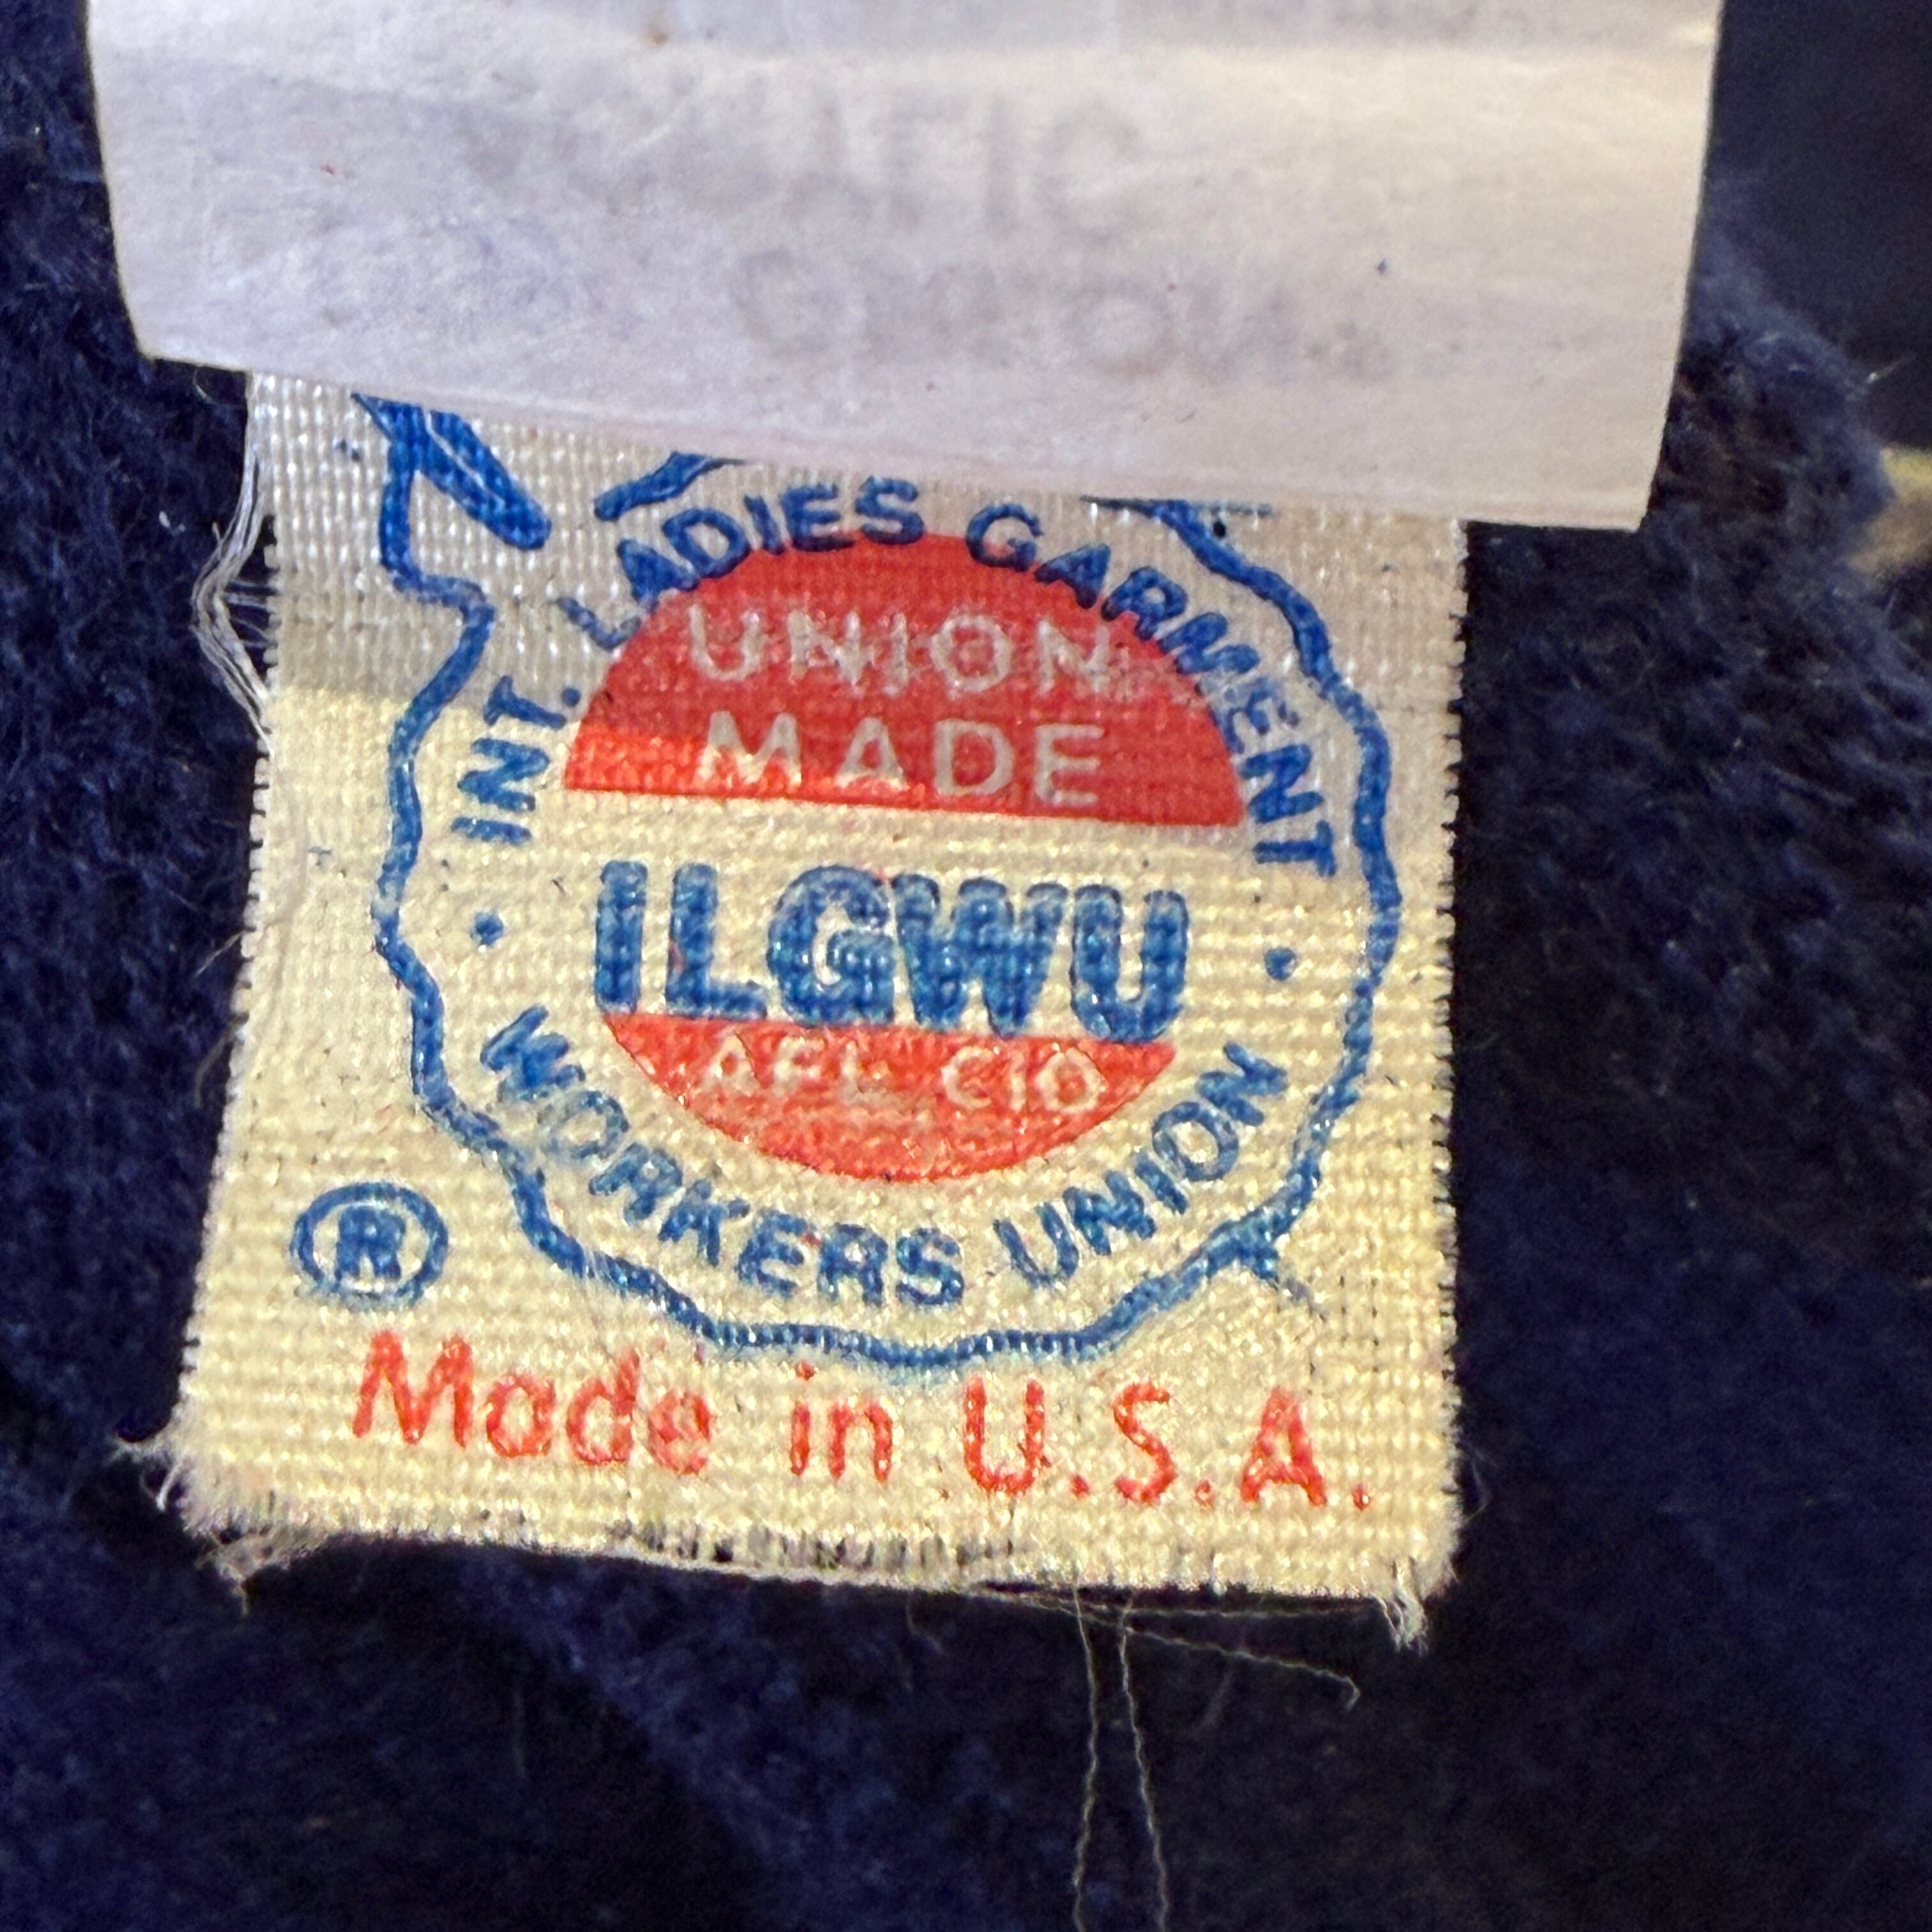 INT. LADIES GARMENT
UNION
MADE
ILGWU
AFL CIO
WORKERS UNION
®
Made in U.S.A.